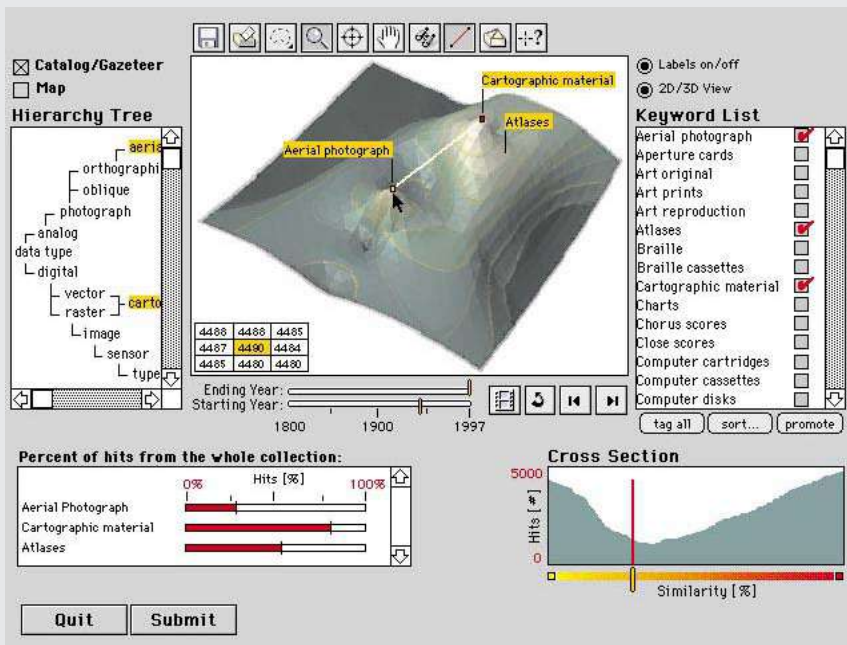 Catalog/Gazeteer
Map
Hierarchy Tree
aeria
orthographi
oblique
photograph
analog
data type
digital
vector
raster
carto
image
sensor
type
-¦-?
Cartographic material
Atlases
Aerial photograph
4488 4488 4485
4487 4490 4484
4485 4480 4480
Ending Year:
Starting Year:
1800 1900 1997
Labels on/off
2D/3D View
Keyword List
Aerial photograph
Aperture cards
Art original
Art prints
Art reproduction
Atlases
Braille
Braille cassettes
Cartographic material
Charts
Chorus scores
Close scores
Computer cartridges
Computer cassettes
Computer disks
tag all sort... promote
Percent of hits from the whole collection:
0% Hits [%] 100%
Aerial Photograph
Cartographic material
Atlases
Cross Section
5000
Hits [#]
0
Similarity [%]
Quit Submit